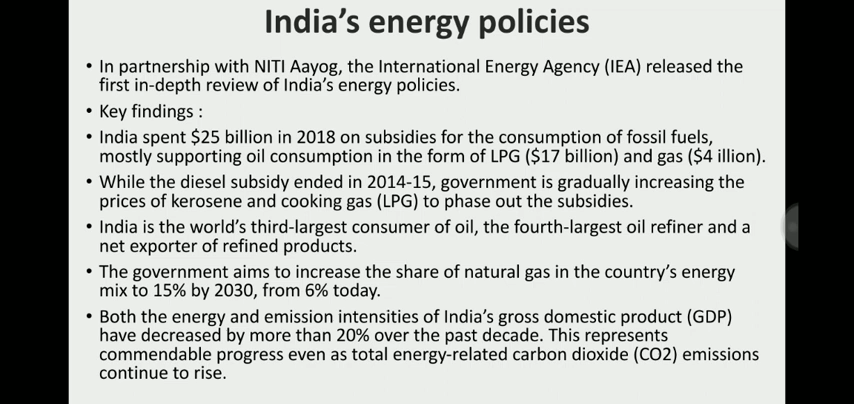 India's energy policies
• In partnership with NITI Aayog, the International Energy Agency (IEA) released the
first in-depth review of India's energy policies.
• Key findings :
• India spent $25 billion in 2018 on subsidies for the consumption of fossil fuels,
mostly supporting oil consumption in the form of LPG ($17 billion) and gas ($4 illion).
• While the diesel subsidy ended in 2014-15, government is gradually increasing the
prices of kerosene and cooking gas (LPG) to phase out the subsidies.
• India is the world's third-largest consumer of oil, the fourth-largest oil refiner and a
net exporter of refined products.
• The government aims to increase the share of natural gas in the country's energy
mix to 15% by 2030, from 6% today.
• Both the energy and emission intensities of India's gross domestic product (GDP)
have decreased by more than 20% over the past decade. This represents
commendable progress even as total energy-related carbon dioxide (CO2) emissions
continue to rise.